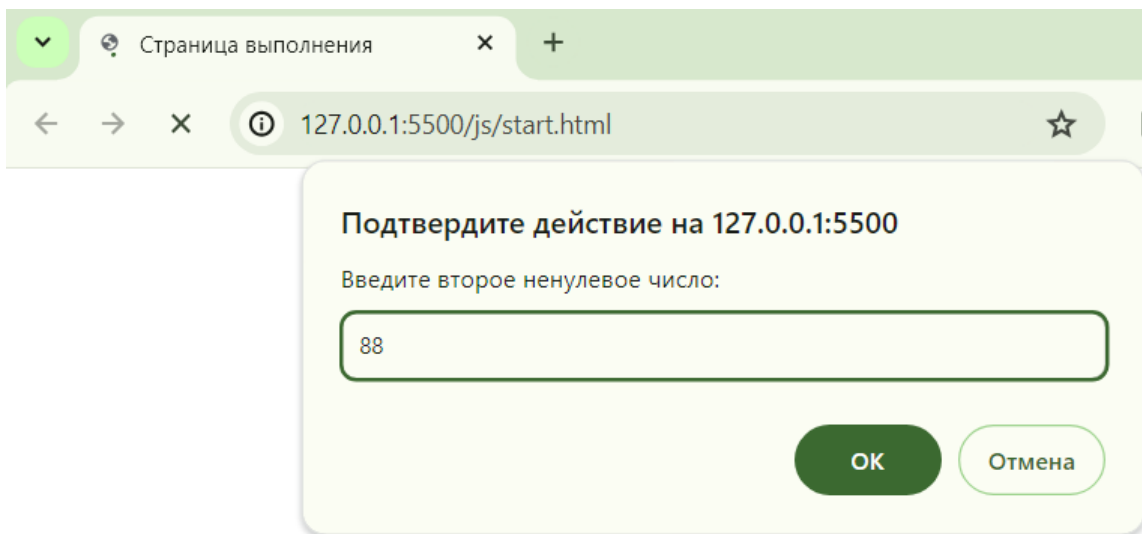 Страница выполнения
127.0.0.1:5500/js/start.html
Подтвердите действие на 127.0.0.1:5500
Введите второе ненулевое число:
88
ОК Отмена